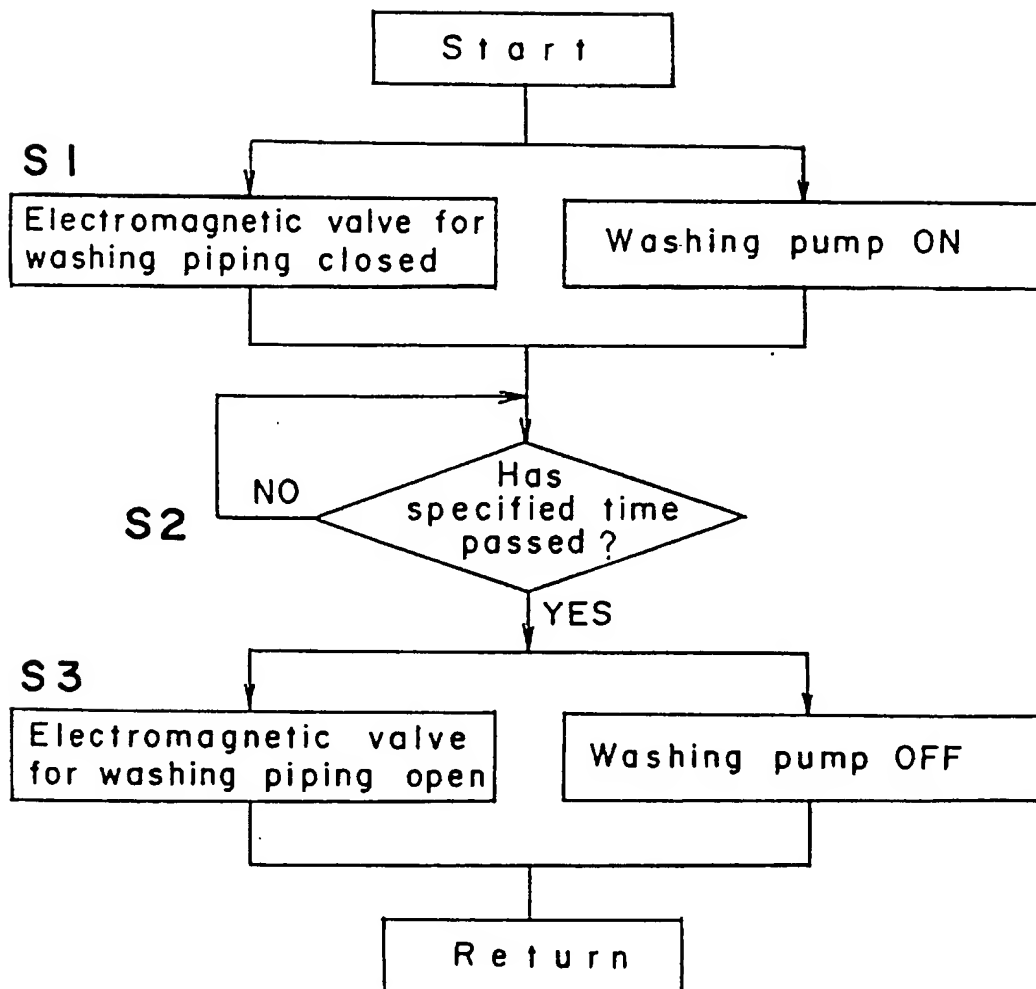 Start
S1
Electromagnetic valve for
washing piping closed
Washing pump ON
NO
S2
Has
specified time
passed?
YES
S3
Electromagnetic valve
for washing piping open
Washing pump OFF
Return